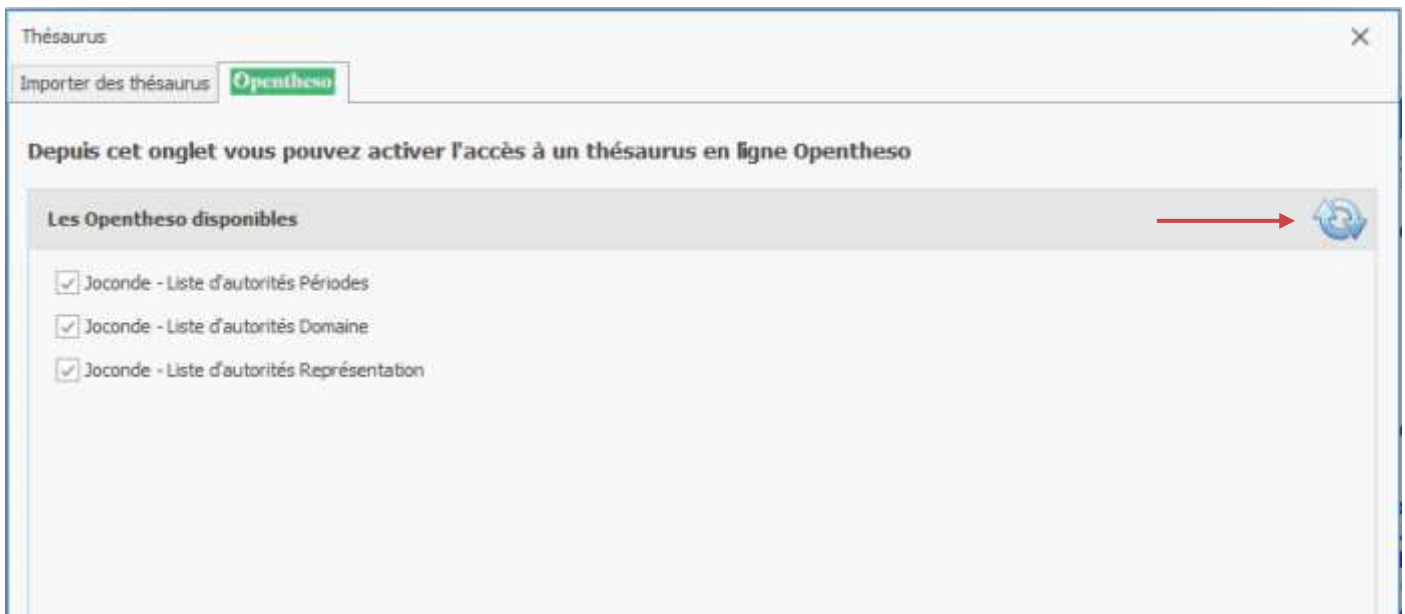 Thésaurus
Importer des thésaurus Opentheso
Depuis cet onglet vous pouvez activer l'accès à un thésaurus en ligne Opentheso
Les Opentheso disponibles
Joconde - Liste d'autorités Périodes
Joconde - Liste d'autorités Domaine
Joconde - Liste d'autorités Représentation